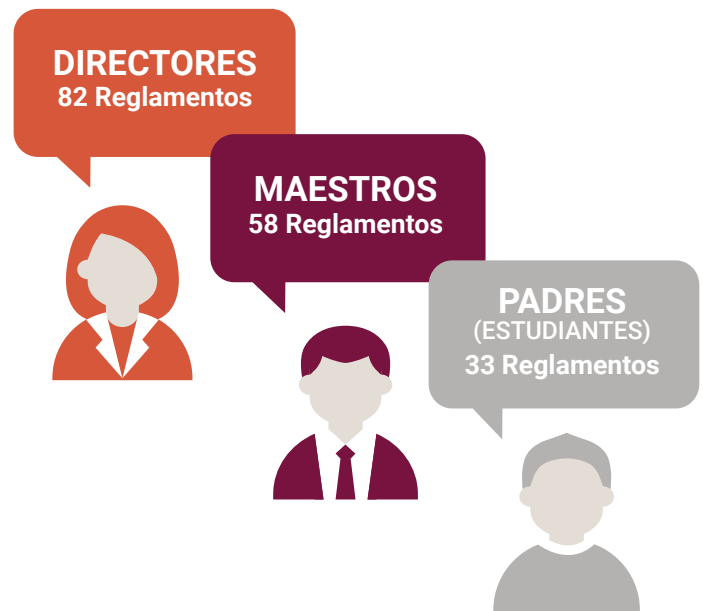 DIRECTORES
82 Reglamentos
MAESTROS
58 Reglamentos
PADRES
(ESTUDIANTES)
33 Reglamentos